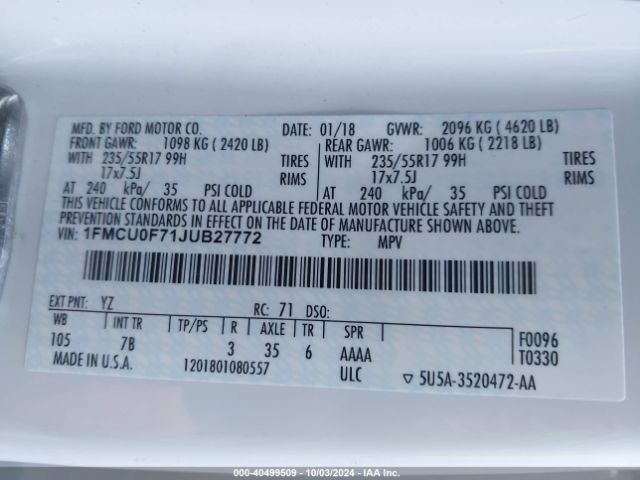 MFD. BY FORD MOTOR CO. DATE: 01/18 GVWR: 2096 KG ( 4620 LB)
FRONT GAWR: 1098 KG ( 2420 LB) REAR GAWR: 1006 KG ( 2218 LB)
WITH 235/55R17 99H TIRES WITH 235/55R17 99H TIRES
17x7.5J RIMS 17x7.5J RIMS
AT 240 kPa/ 35 PSI COLD AT 240 kPa/ 35 PSI COLD
THIS VEHICLE CONFORMS TO ALL APPLICABLE FEDERAL MOTOR VEHICLE SAFETY AND THEFT
PREVENTION STANDARDS IN EFFECT ON THE DATE OF MANUFACTURE SHOWN ABOVE.
VIN: 1FMCU0F71JUB27772 TYPE: MPV
EXT PNT: YZ RC: 71 DSO:
WB INT TR TP/PS R AXLE TR SPR F0096
105 7B 3 35 6 AAAA T0330
MADE IN U.S.A. 1201801080557 ULC ▽ 5U5A-3520472-AA
© 40499509 - 10/03/2024 - IAA Inc.